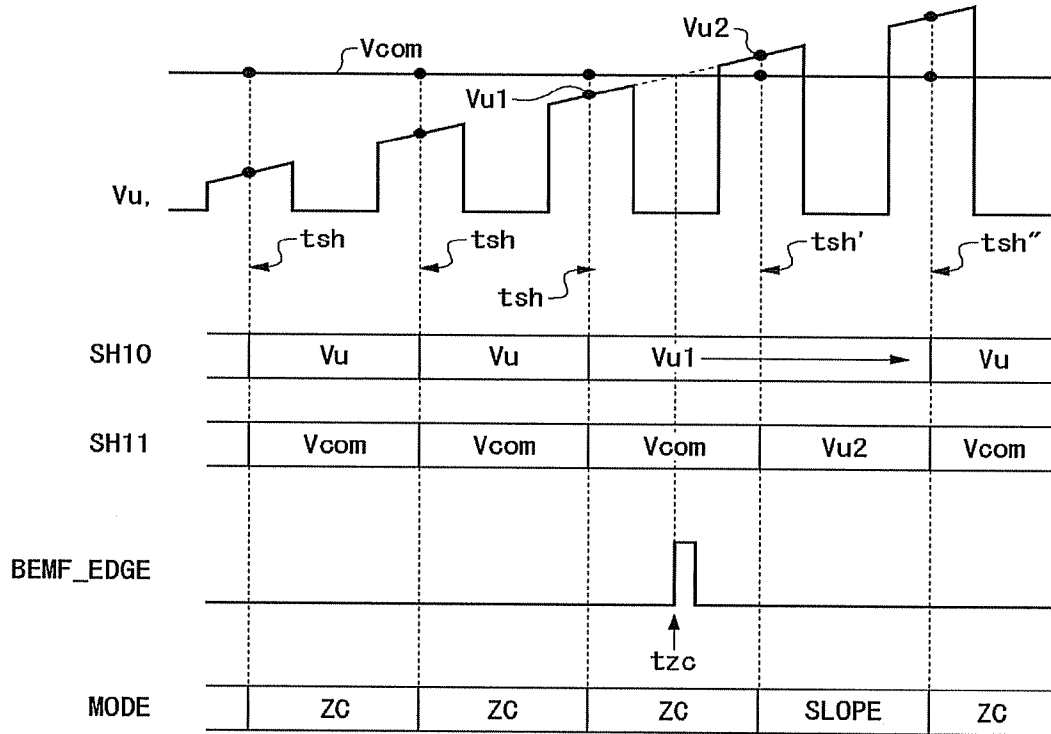 Vu2
Vcom
Vu1
Vu,
tsh
tsh
tsh
tsh'
tsh"
SH10
Vu
Vu
Vu1
Vu
SH11
Vcom
Vcom
Vcom
Vu2
Vcom
BEMF_EDGE
tzc
MODE
ZC
ZC
ZC
SLOPE
ZC